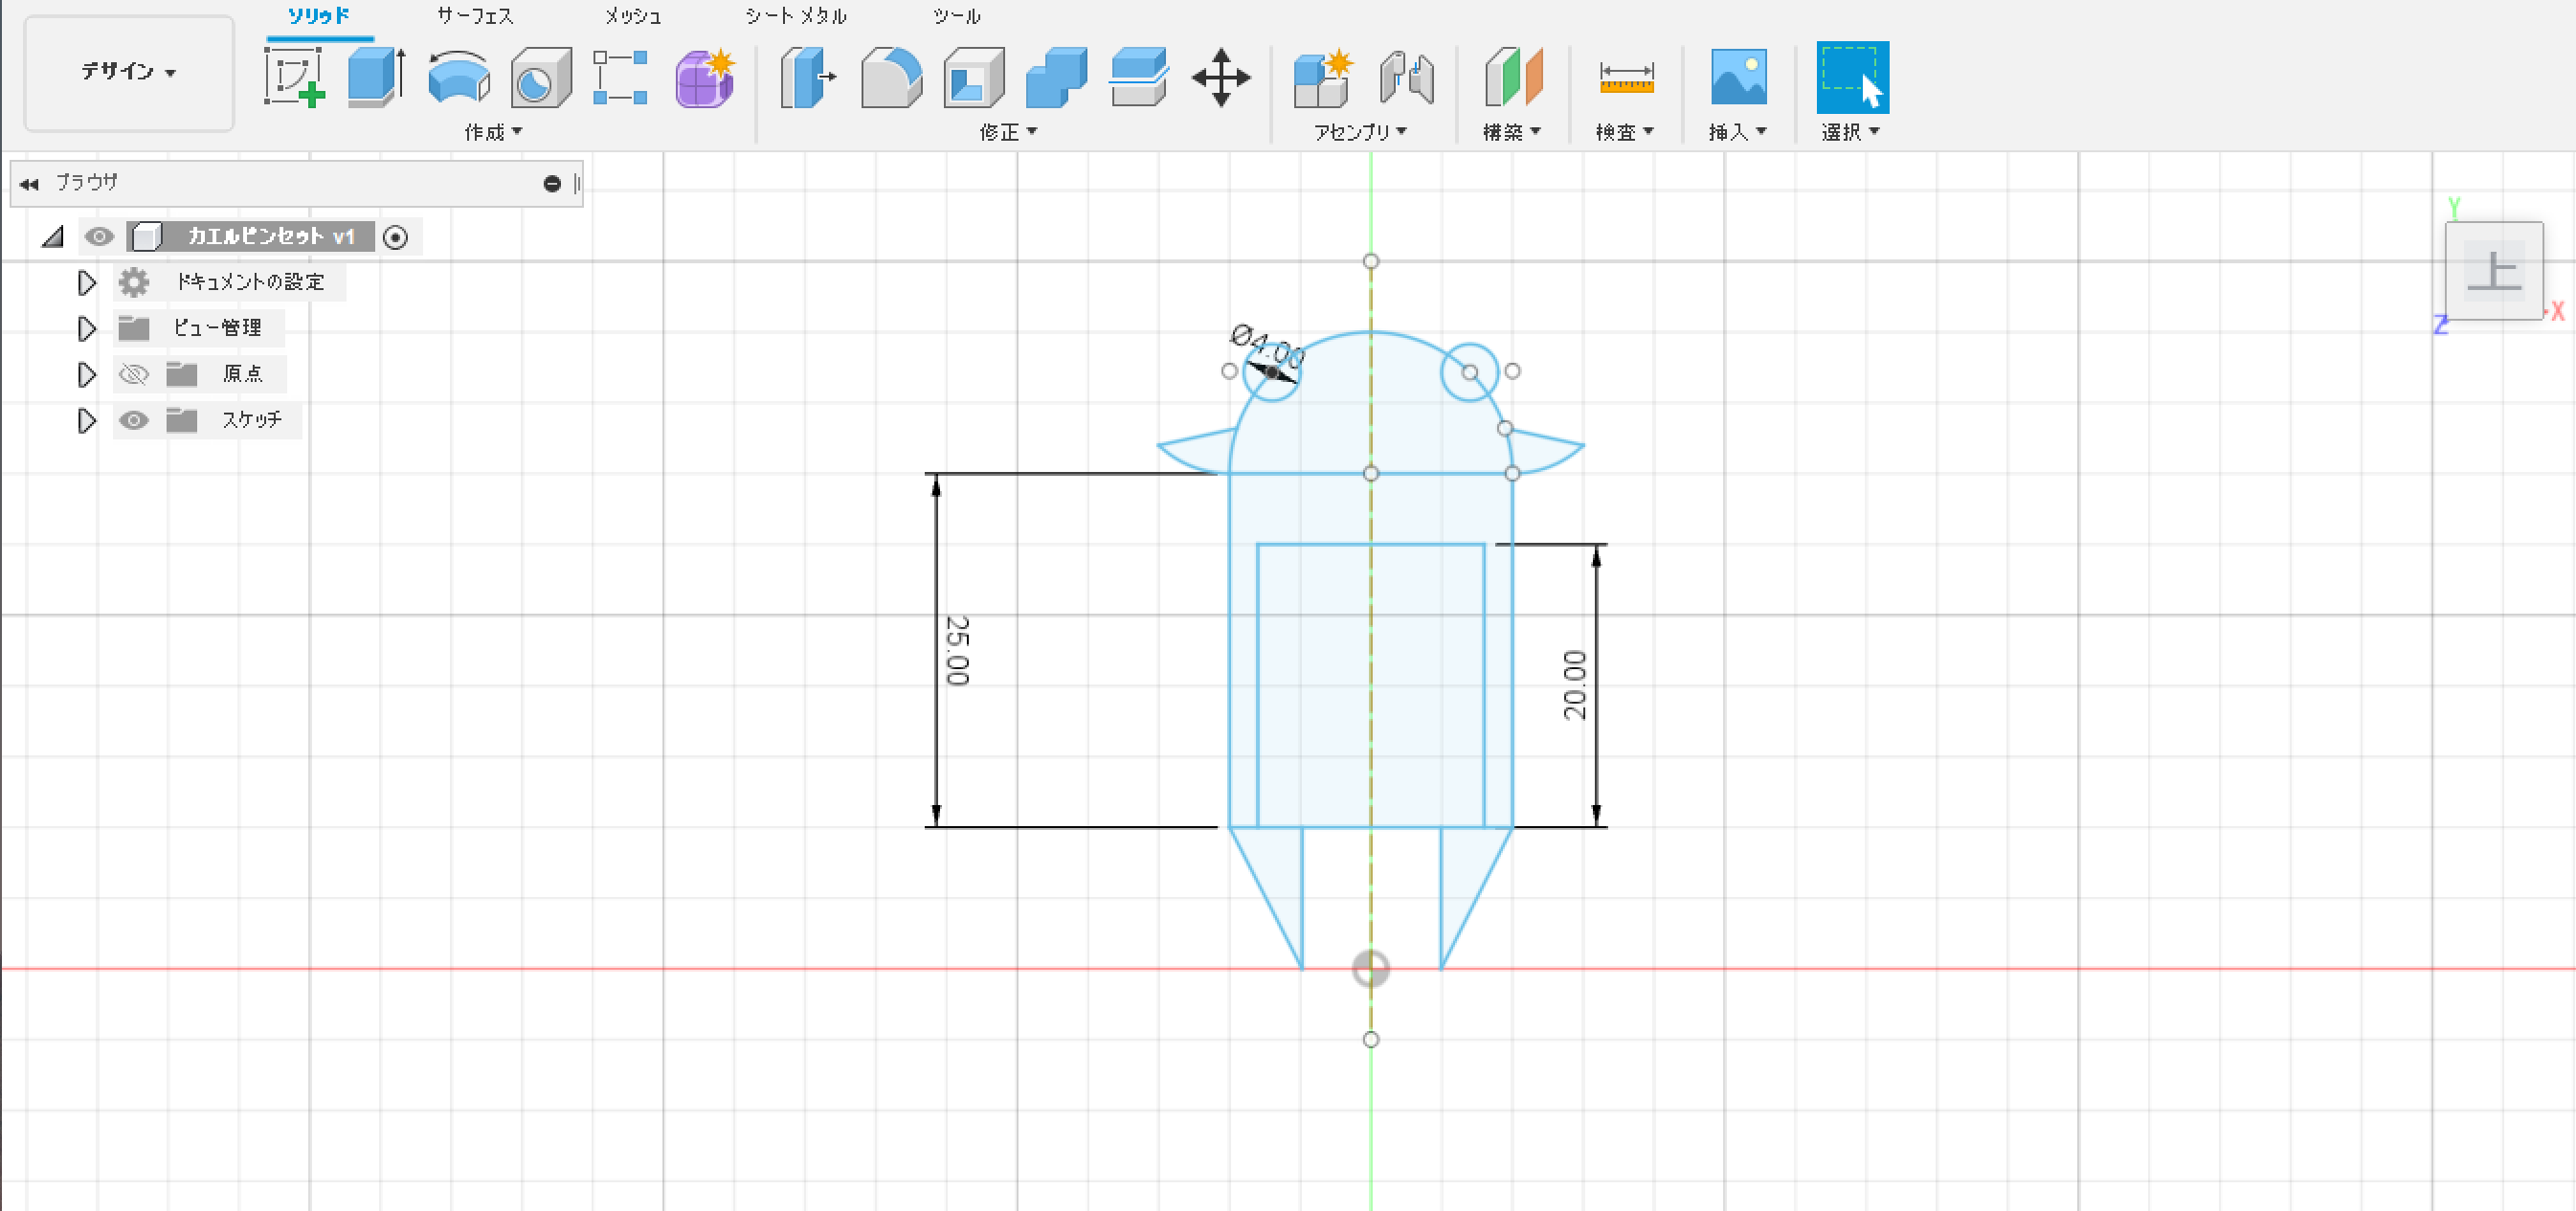 ソリッド
サーフェス
メッシュ
シート メタル
ツール
デザイン
作成
修正
アセンブリ
構築
検査
挿入
選択
ブラウザ
カエルピンセット v1
ドキュメントの設定
ビュー管理
原点
スケッチ
Y
上
X
Z
Ø4.00
25.00
20.00